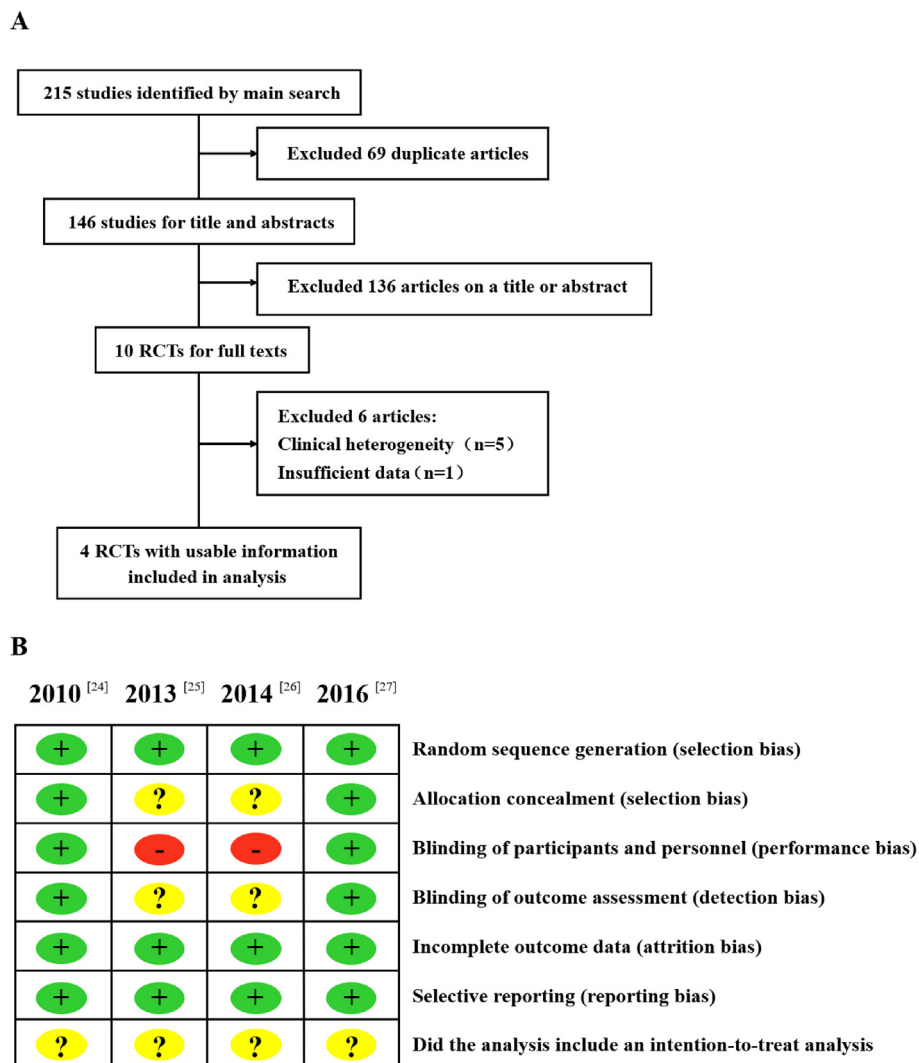 A
215 studies identified by main search
Excluded 69 duplicate articles
146 studies for title and abstracts
Excluded 136 articles on a title or abstract
10 RCTs for full texts
Excluded 6 articles:
Clinical heterogeneity（n=5）
Insufficient data（n=1）
4 RCTs with usable information
included in analysis
B
2010 [24] 2013 [25] 2014 [26] 2016 [27]
+ + + + Random sequence generation (selection bias)
+ ? ? + Allocation concealment (selection bias)
+ - - + Blinding of participants and personnel (performance bias)
+ ? ? + Blinding of outcome assessment (detection bias)
+ + + + Incomplete outcome data (attrition bias)
+ + + + Selective reporting (reporting bias)
? ? ? ? Did the analysis include an intention-to-treat analysis